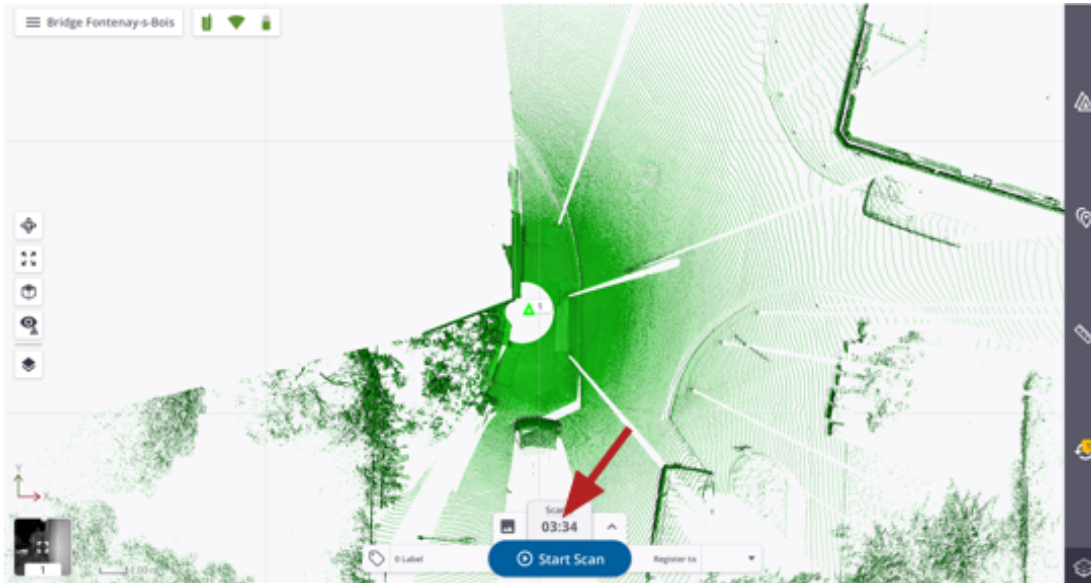 Bridge Fontenay-s-Bois
1
Y
X
Scan
03:34
0 Label
Start Scan
Register to
1